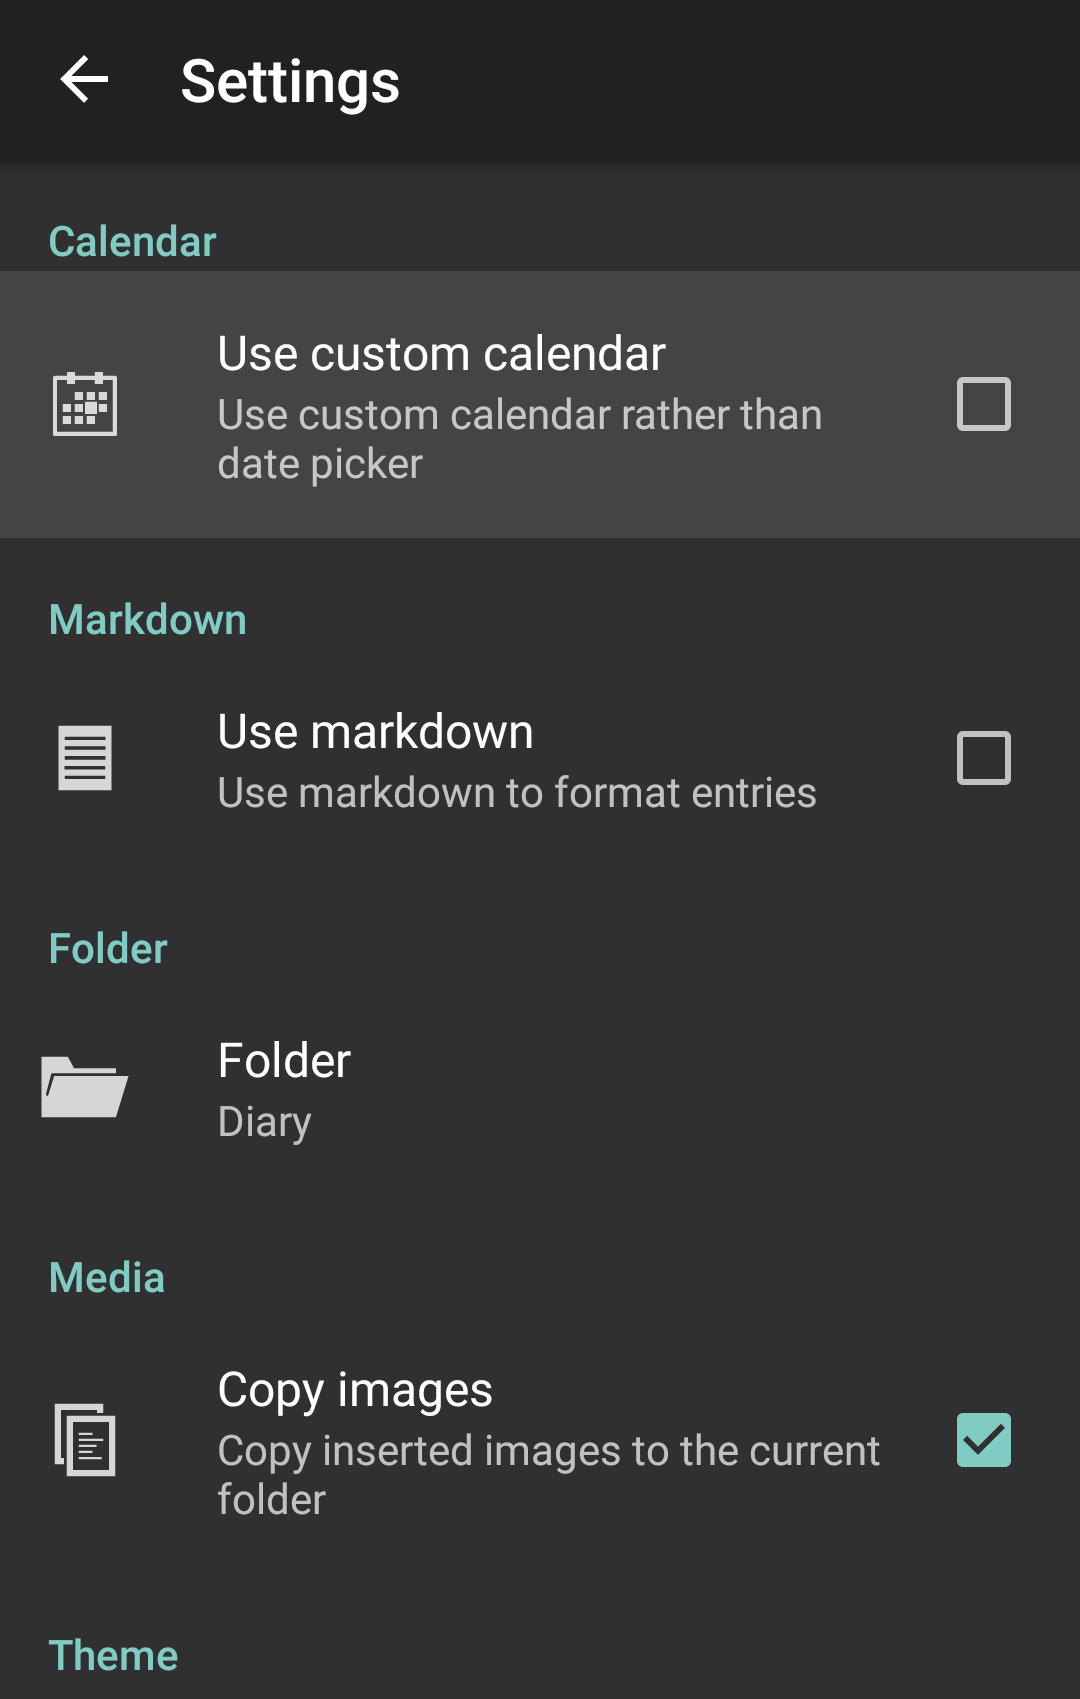 Settings
Calendar
Use custom calendar
Use custom calendar rather than
date picker
Markdown
Use markdown
Use markdown to format entries
Folder
Folder
Diary
Media
Copy images
Copy inserted images to the current
folder
Theme